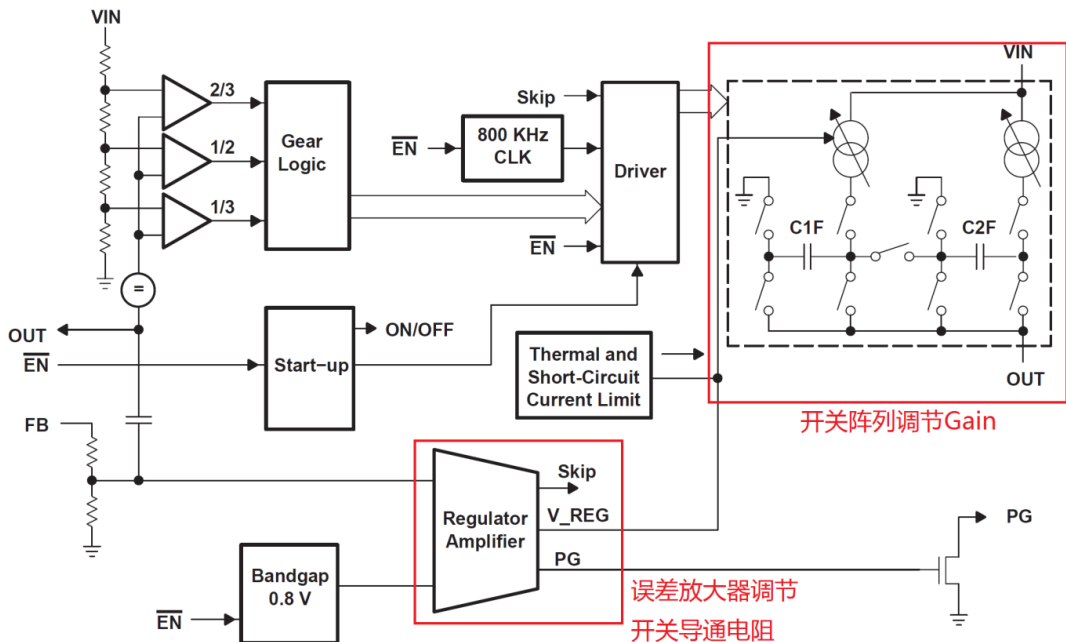 VIN
2/3
1/2
1/3
Gear
Logic
Skip
EN
800 KHz
CLK
EN
Driver
VIN
C1F
C2F
OUT
开关阵列调节Gain
=
OUT
EN
Start–up
ON/OFF
Thermal and
Short–Circuit
Current Limit
FB
Regulator
Amplifier
Skip
V_REG
PG
PG
Bandgap
0.8 V
EN
误差放大器调节
开关导通电阻